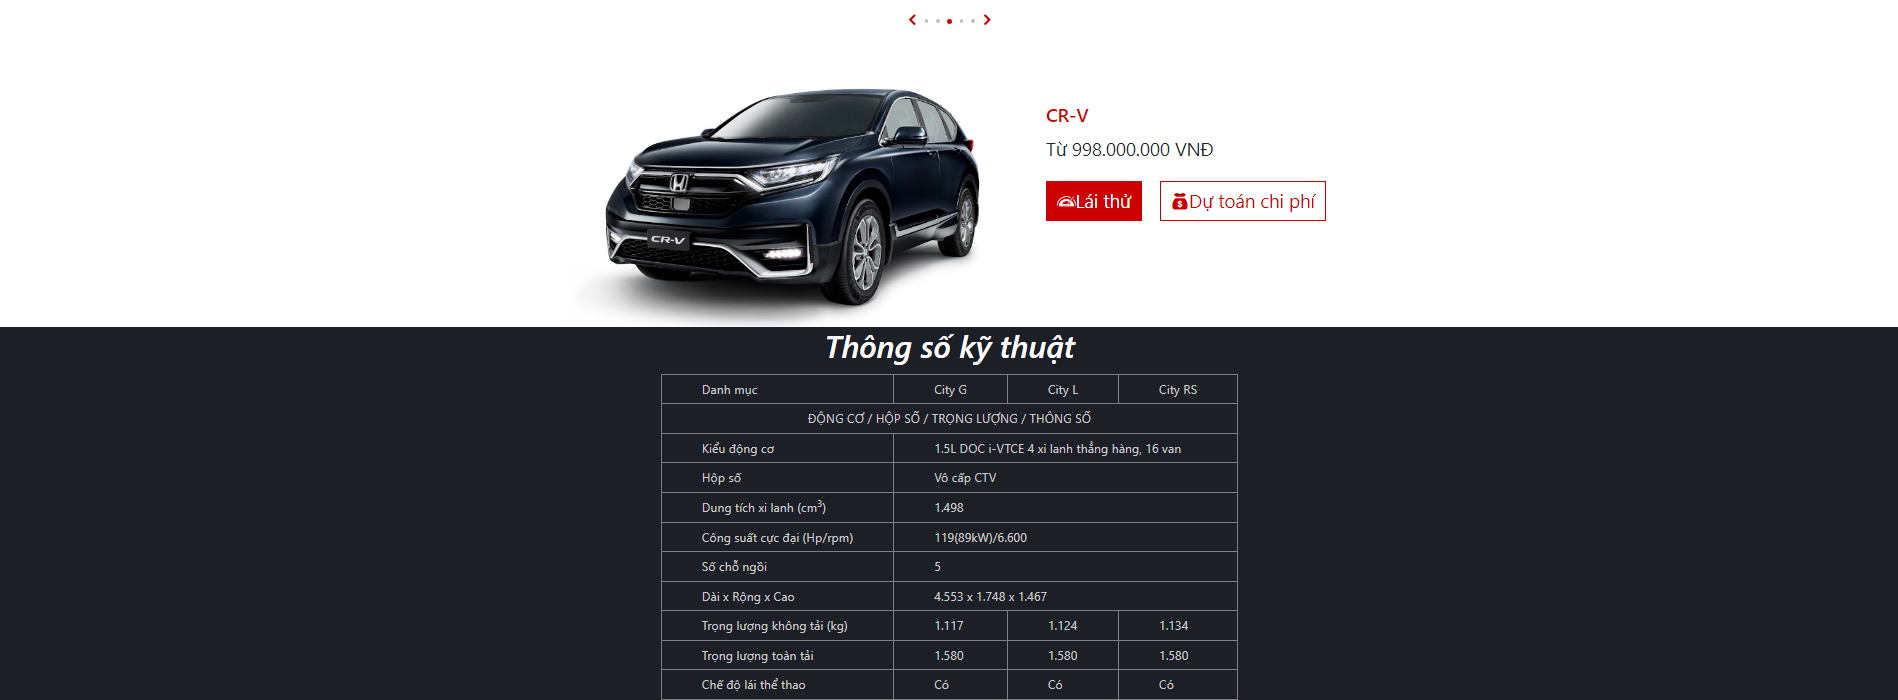 CR-V
Từ 998.000.000 VNĐ
Lái thử
Dự toán chi phí
CR-V
Thông số kỹ thuật
Danh mục City G City L City RS
ĐỘNG CƠ / HỘP SỐ / TRỌNG LƯỢNG / THÔNG SỐ
Kiểu động cơ 1.5L DOC i-VTCE 4 xi lanh thẳng hàng, 16 van
Hộp số Vô cấp CTV
Dung tích xi lanh (cm³) 1.498
Công suất cực đại (Hp/rpm) 119(89kW)/6.600
Số chỗ ngồi 5
Dài x Rộng x Cao 4.553 x 1.748 x 1.467
Trọng lượng không tải (kg) 1.117 1.124 1.134
Trọng lượng toàn tải 1.580 1.580 1.580
Chế độ lái thể thao Có Có Có